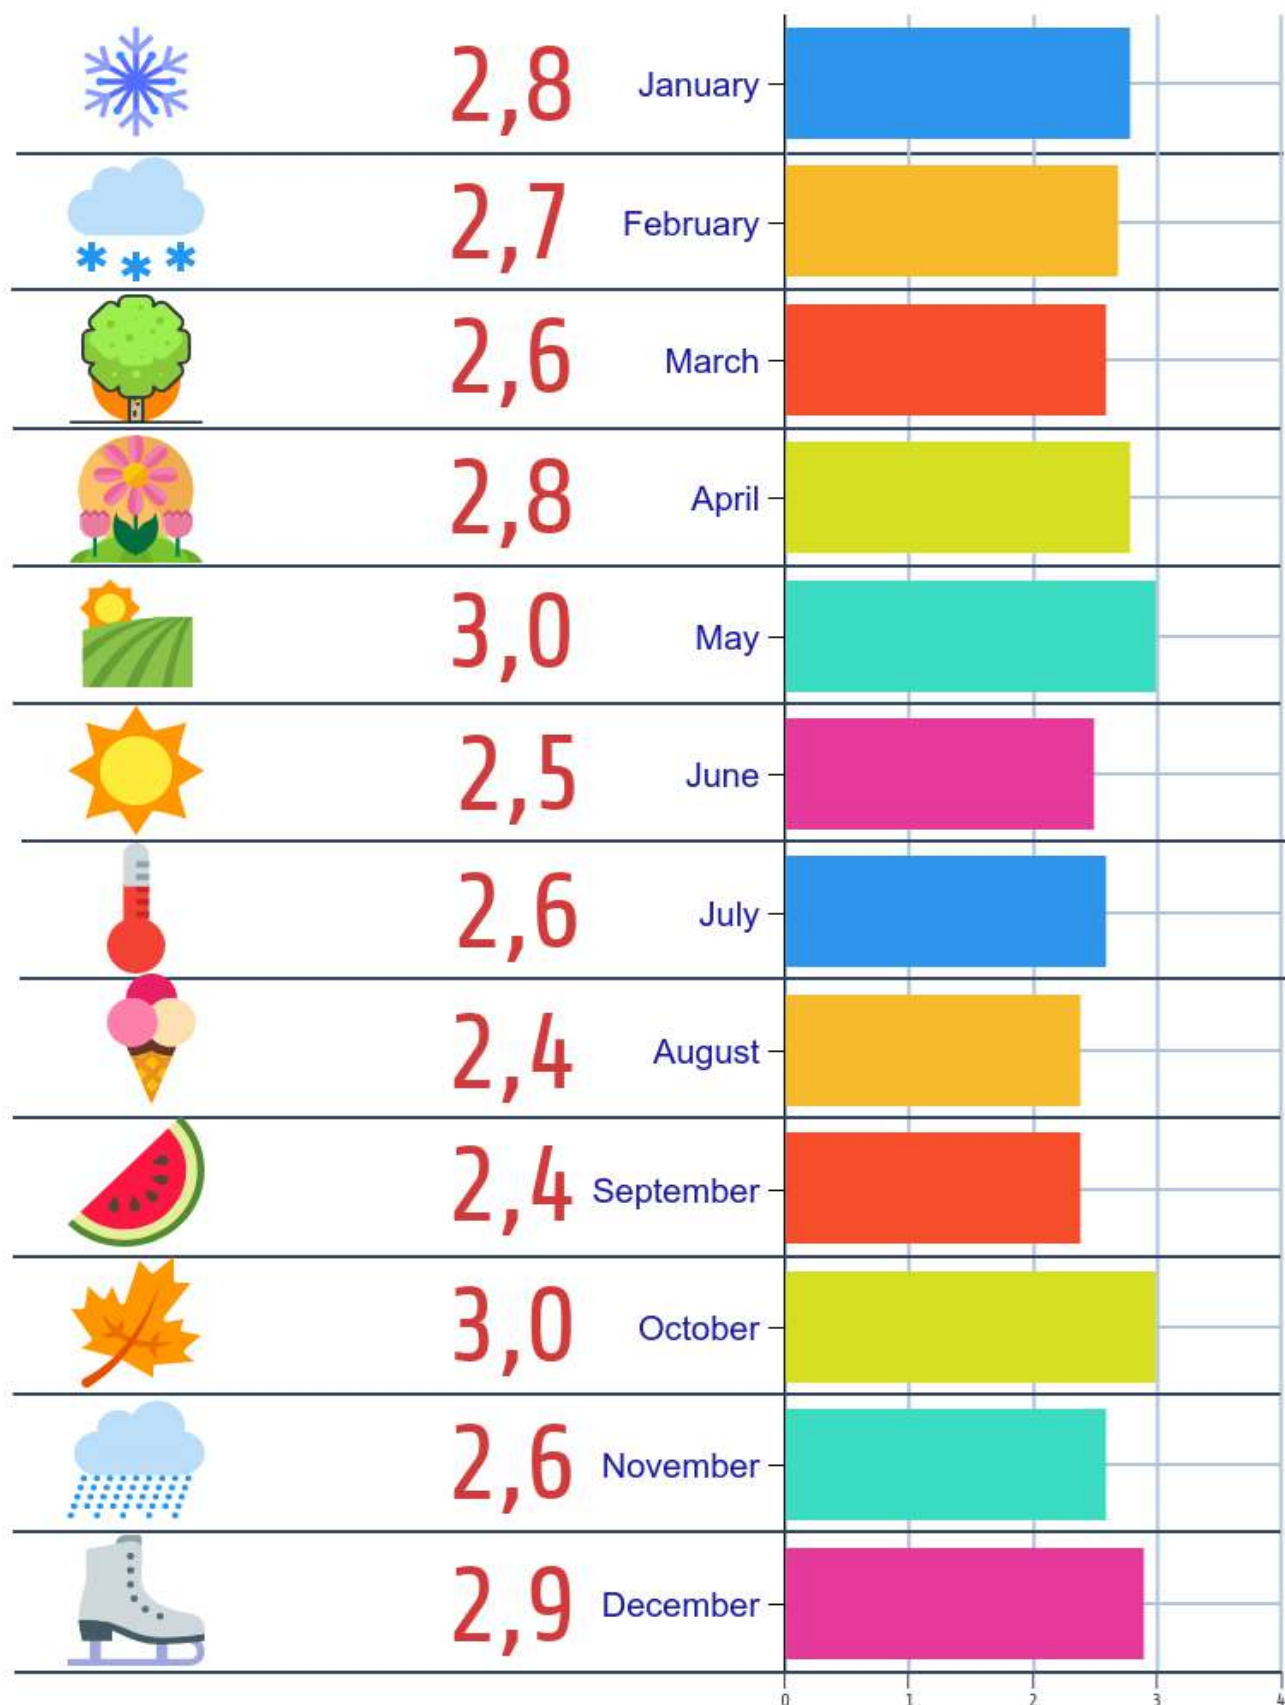 2,8 January
2,7 February
2,6 March
2,8 April
3,0 May
2,5 June
2,6 July
2,4 August
2,4 September
3,0 October
2,6 November
2,9 December
0 1 2 3 4